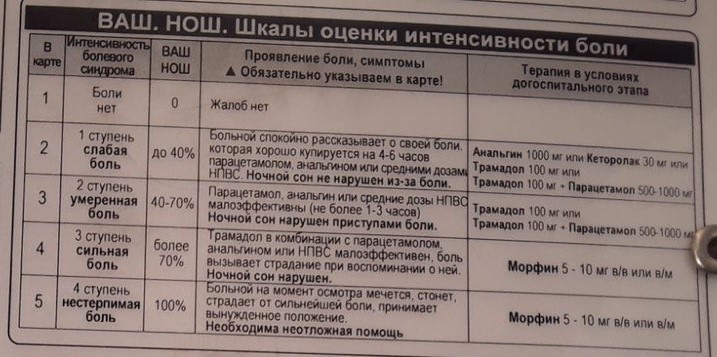 ВАШ. НОШ. Шкалы оценки интенсивности боли
В карте
Интенсивность болевого синдрома
ВАШ НОШ
Проявление боли, симптомы
▲ Обязательно указываем в карте!
Терапия в условиях
догоспитального этапа
1
Боли
нет
0
Жалоб нет
2
1 ступень
слабая
боль
до 40%
Больной спокойно рассказывает о своей боли.
которая хорошо купируется на 4-6 часов
парацетамолом, анальгином или средними дозами
НПВС. Ночной сон не нарушен из-за боли.
Анальгин 1000 мг или Кеторолак 30 мг или
Трамадол 100 мг или
Трамадол 100 мг + Парацетамол 500-1000 мг
3
2 ступень
умеренная
боль
40-70%
Парацетамол, анальгин или средние дозы НПВС
малоэффективны (не более 1-3 часов)
Ночной сон нарушен приступами боли.
Трамадол 100 мг или
Трамадол 100 мг + Парацетамол 500-1000 мг
4
3 ступень
сильная
боль
более
70%
Трамадол в комбинации с парацетамолом,
анальгином или НПВС малоэффективен, боль
вызывает страдание при воспоминании о ней.
Ночной сон нарушен.
Морфин 5 - 10 мг в/в или в/м
5
4 ступень
нестерпимая
боль
100%
Больной на момент осмотра мечется, стонет,
страдает от сильнейшей боли, принимает
вынужденное положение.
Необходима неотложная помощь
Морфин 5 - 10 мг в/в или в/м